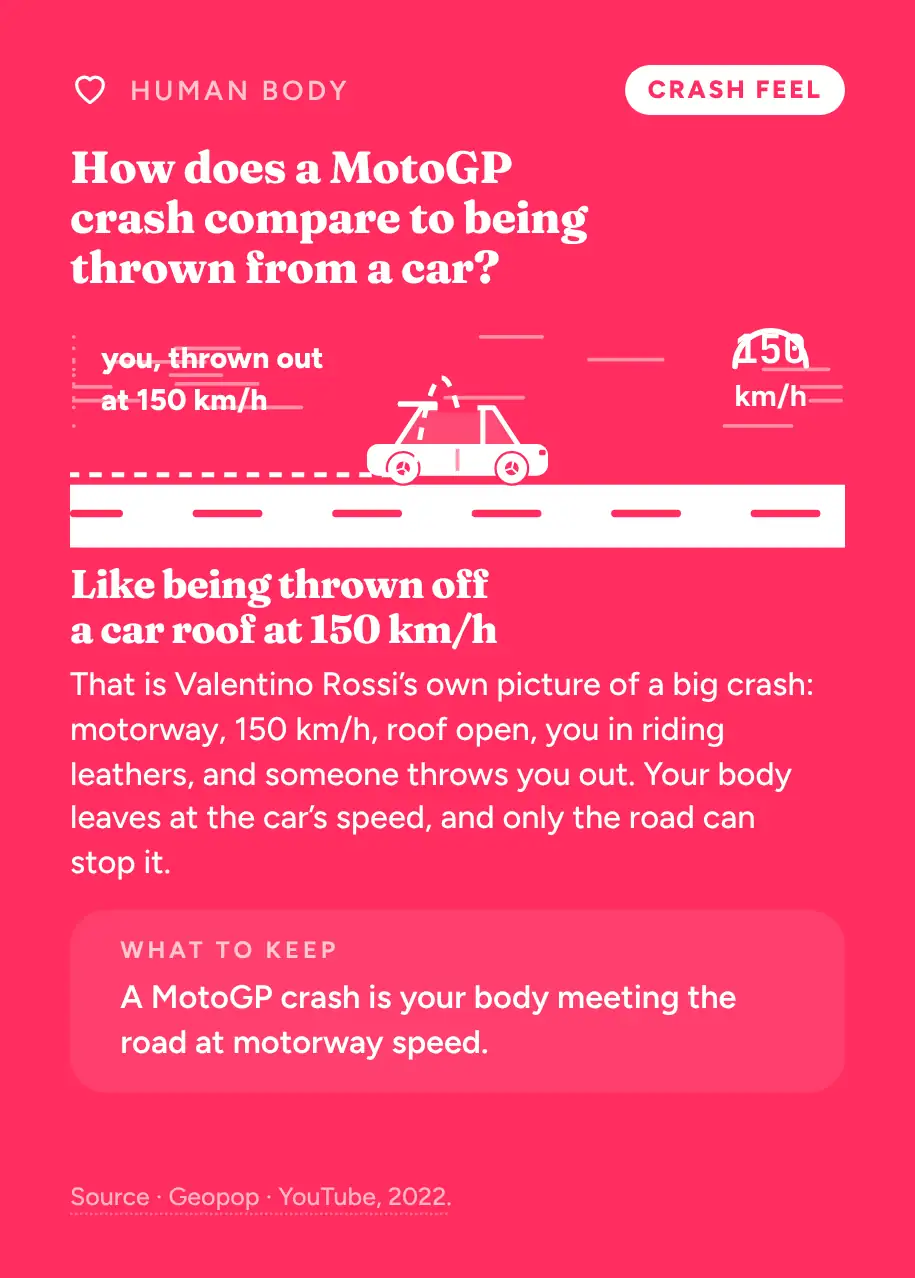 HUMAN BODY
CRASH FEEL
How does a MotoGP
crash compare to being
thrown from a car?
you, thrown out
at 150 km/h
150
km/h
Like being thrown off
a car roof at 150 km/h
That is Valentino Rossi’s own picture of a big crash:
motorway, 150 km/h, roof open, you in riding
leathers, and someone throws you out. Your body
leaves at the car’s speed, and only the road can
stop it.
WHAT TO KEEP
A MotoGP crash is your body meeting the
road at motorway speed.
Source · Geopop · YouTube, 2022.